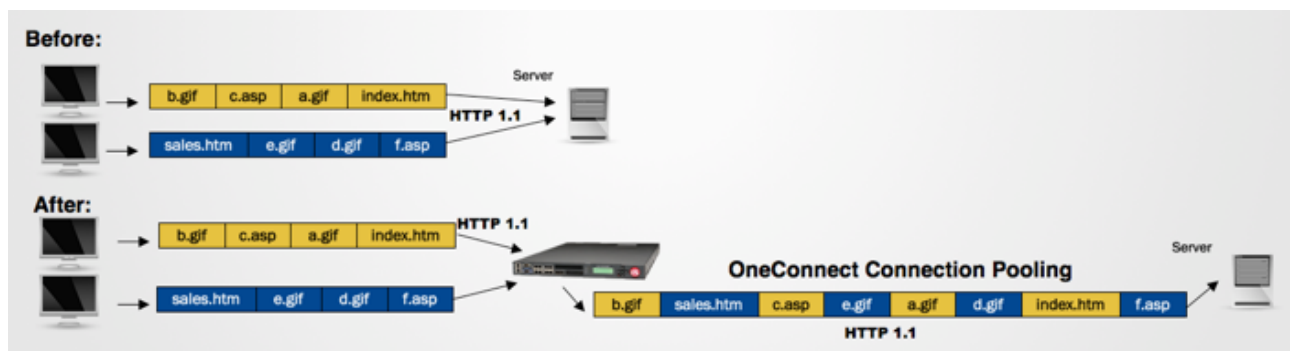 Before:
Server
b.gif c.asp a.gif index.htm
HTTP 1.1
sales.htm e.gif d.gif f.asp
After:
HTTP 1.1
b.gif c.asp a.gif index.htm
Server
OneConnect Connection Pooling
sales.htm e.gif d.gif f.asp
b.gif sales.htm c.asp e.gif a.gif d.gif index.htm f.asp
HTTP 1.1